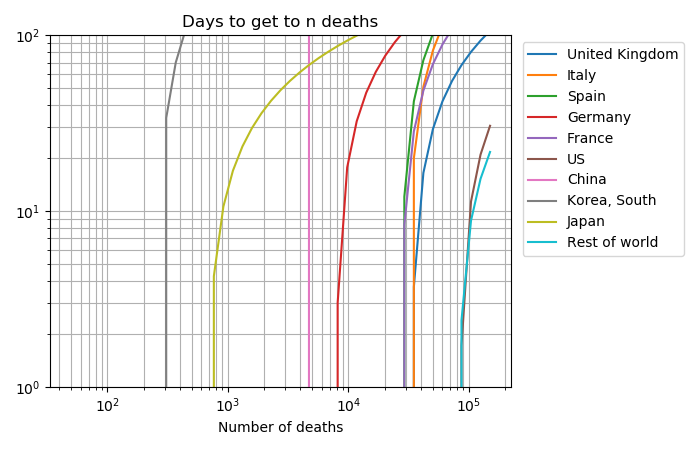 Days to get to n deaths
10²
10¹
10⁰
10²
10³
10⁴
10⁵
Number of deaths
United Kingdom
Italy
Spain
Germany
France
US
China
Korea, South
Japan
Rest of world